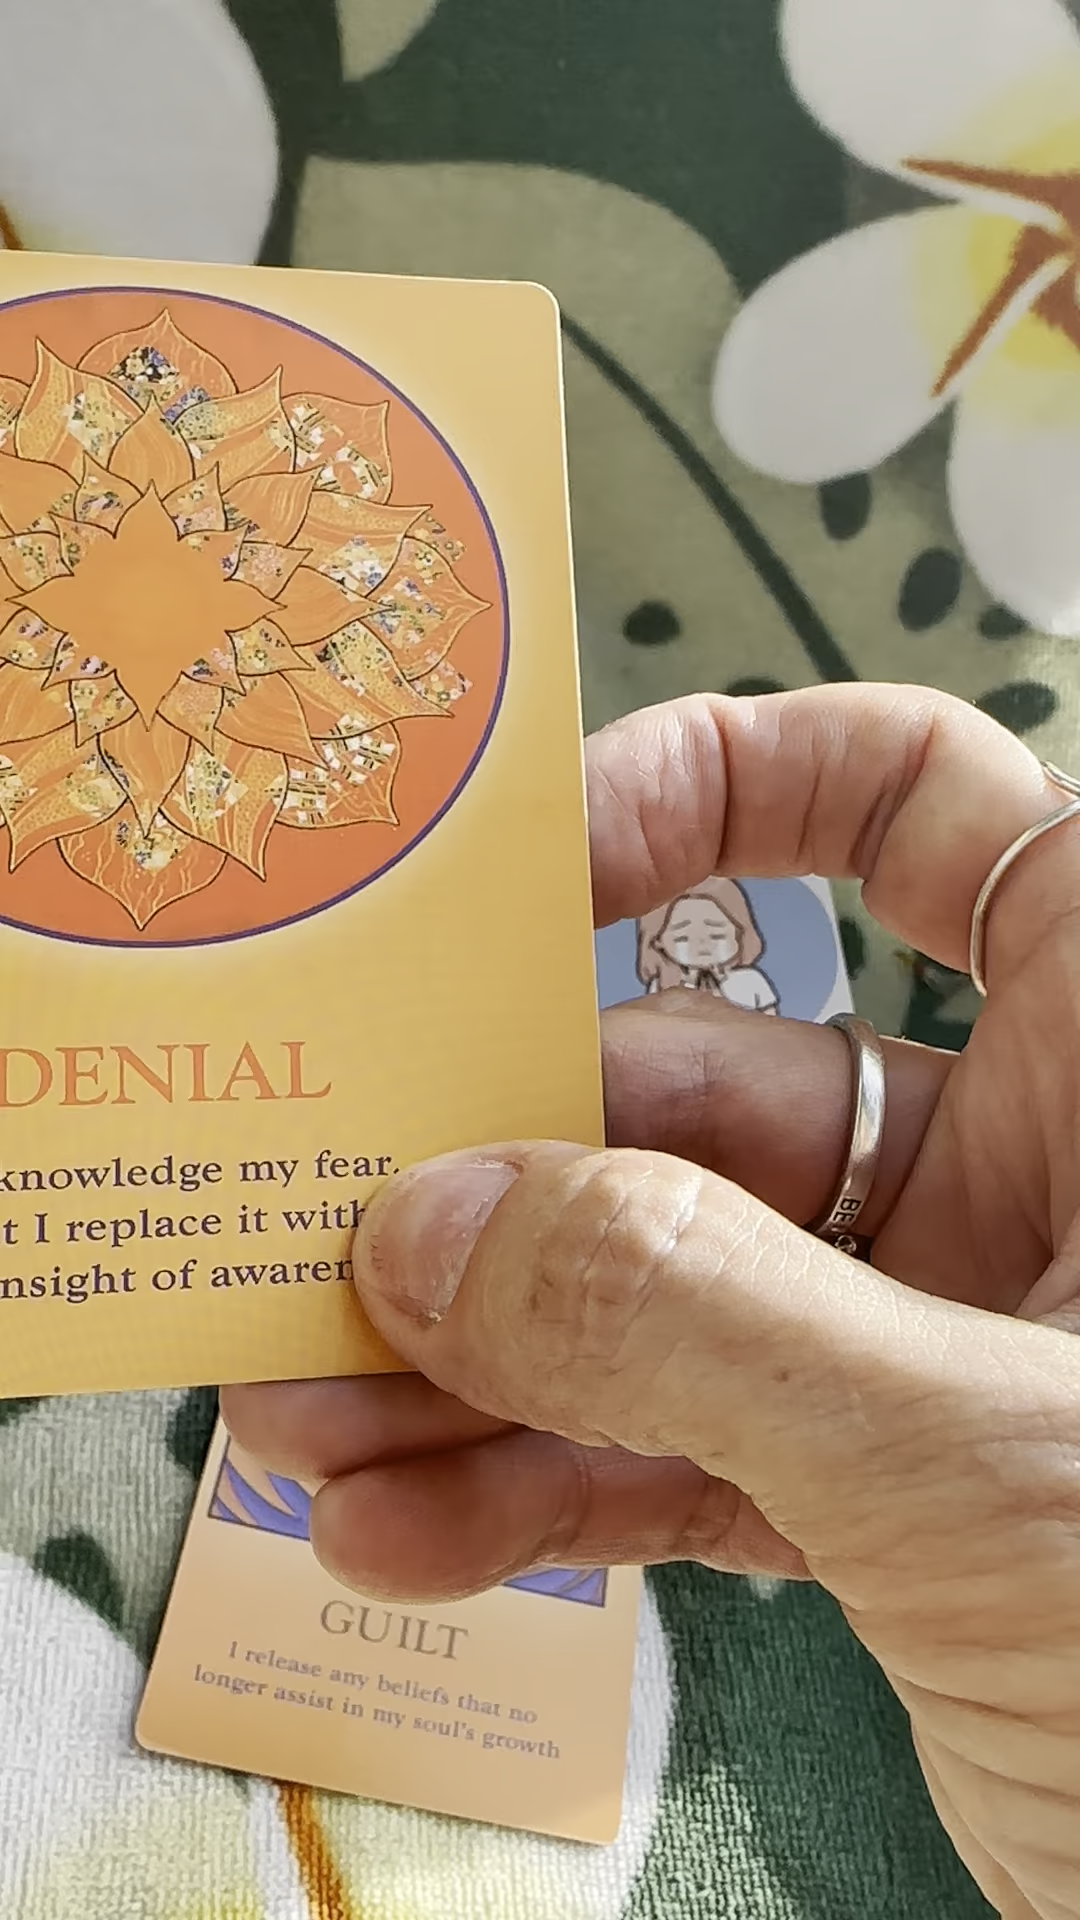 DENIAL
knowledge my fear.
t I replace it with
nsight of awaren
BE
GUILT
I release any beliefs that no
longer assist in my soul's growth